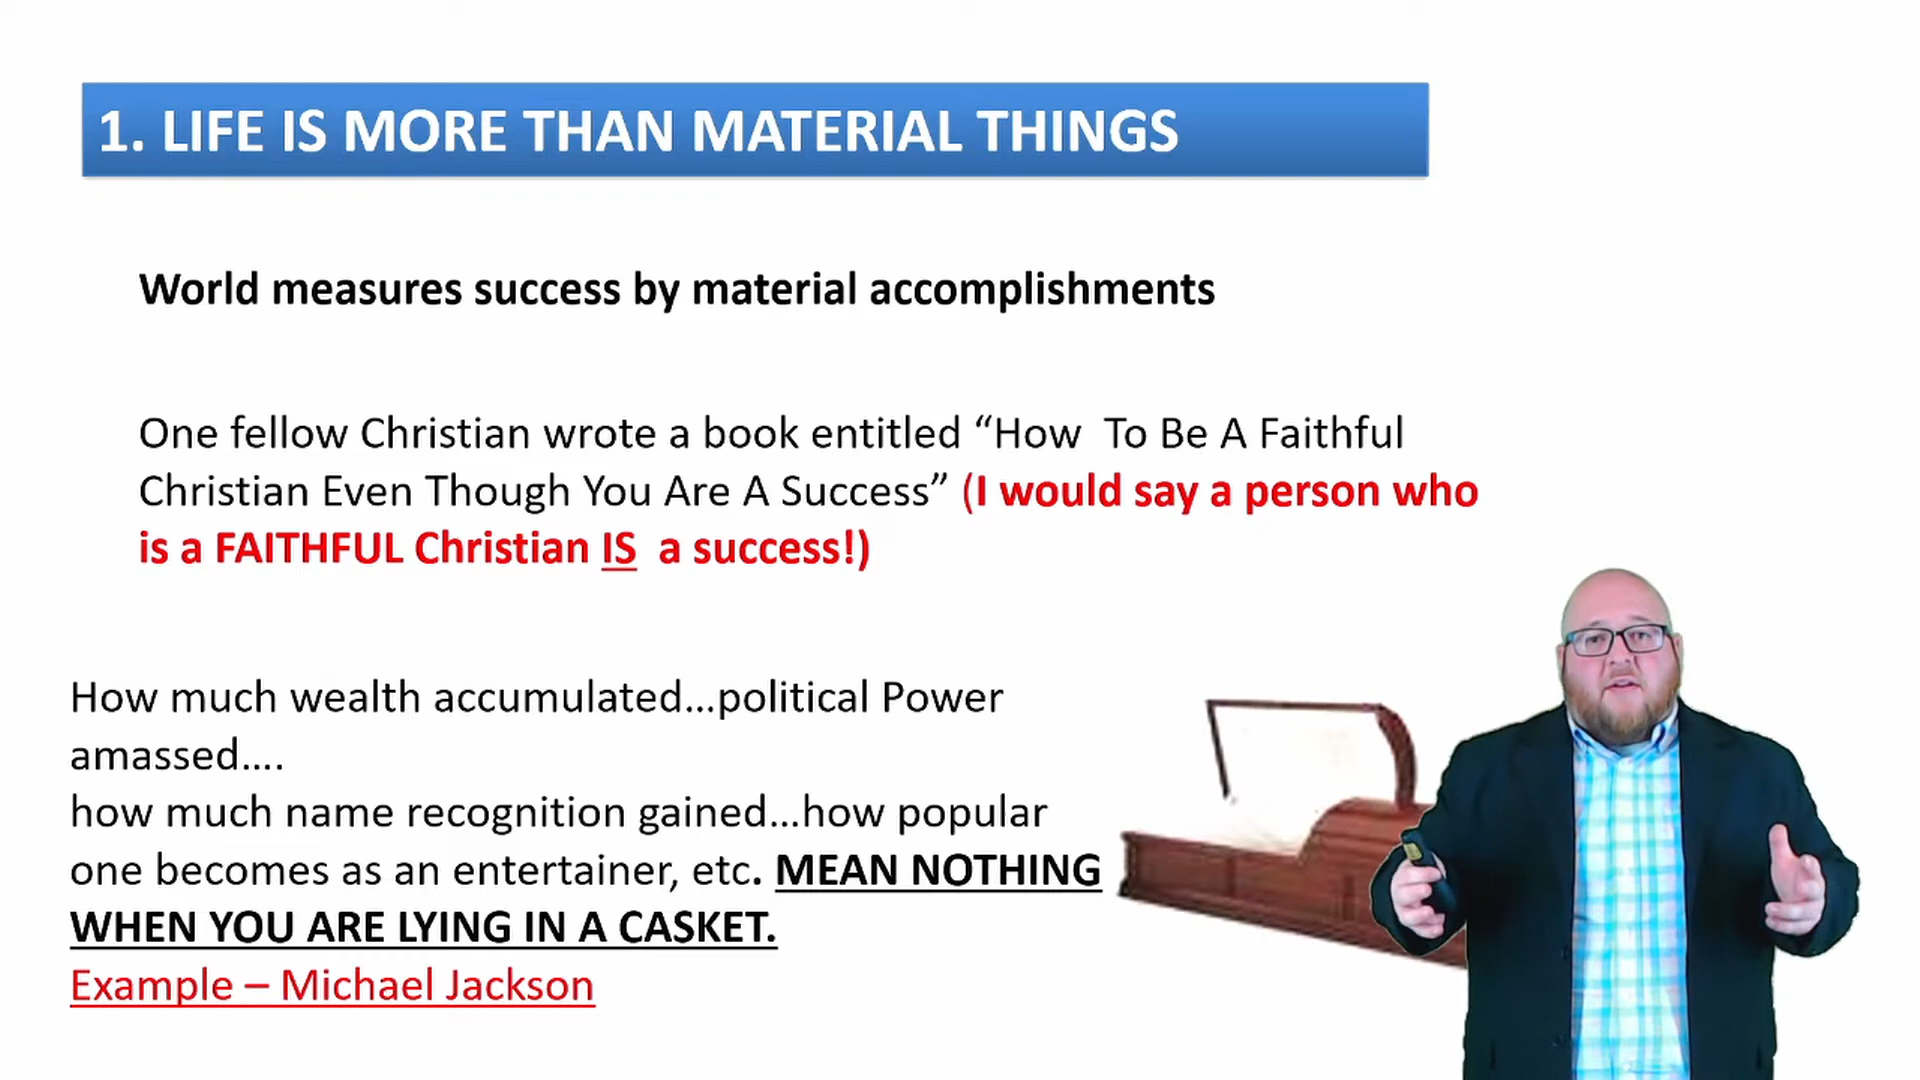 1. LIFE IS MORE THAN MATERIAL THINGS
World measures success by material accomplishments
One fellow Christian wrote a book entitled “How  To Be A Faithful
Christian Even Though You Are A Success” (I would say a person who
is a FAITHFUL Christian IS  a success!)
How much wealth accumulated…political Power
amassed….
how much name recognition gained…how popular
one becomes as an entertainer, etc. MEAN NOTHING
WHEN YOU ARE LYING IN A CASKET.
Example – Michael Jackson